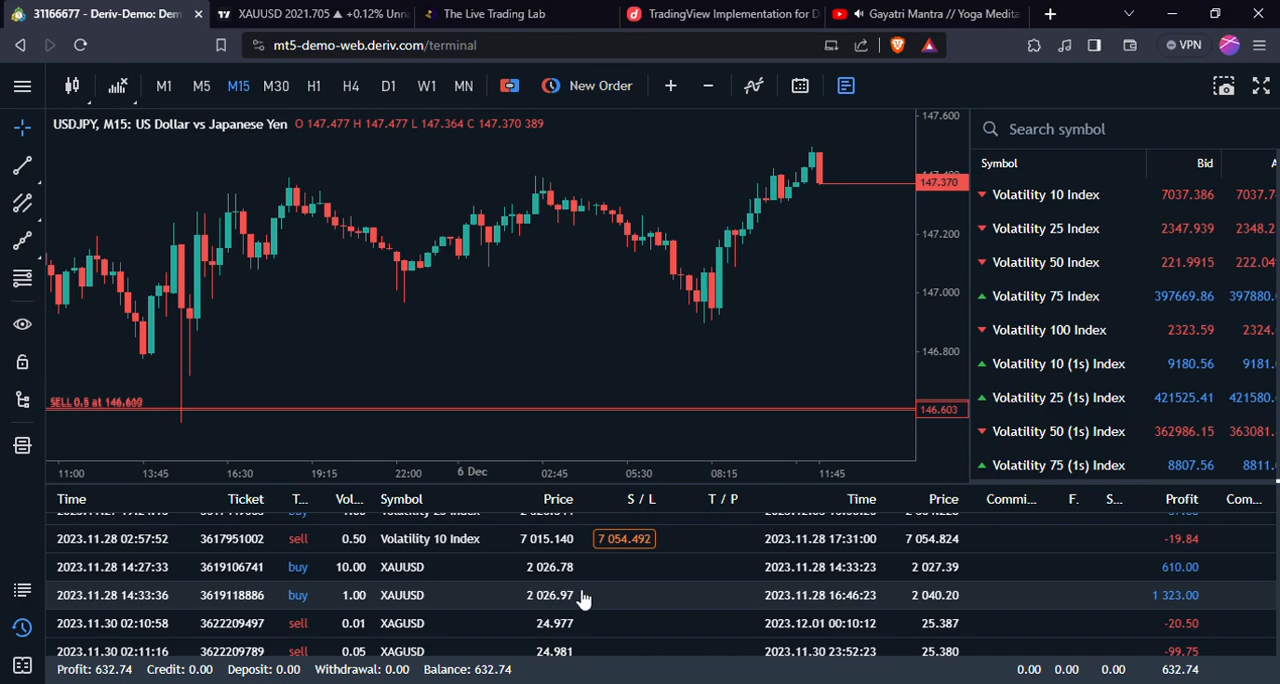 31166677 - Deriv-Demo: Dem
XAUUSD 2021.705 ▲ +0.12% Unna
The Live Trading Lab
TradingView Implementation for D
Gayatri Mantra // Yoga Medita
mt5-demo-web.deriv.com/terminal
VPN
M1 M5 M15 M30 H1 H4 D1 W1 MN New Order
USDJPY, M15: US Dollar vs Japanese Yen O 147.477 H 147.477 L 147.364 C 147.370 389
147.600
147.370
147.200
147.000
146.800
146.603
SELL 0.5 at
11:00 13:45 16:30 19:15 22:00 6 Dec 02:45 05:30 08:15 11:45
Search symbol
Symbol Bid A
Volatility 10 Index 7037.386 7037.7
Volatility 25 Index 2347.939 2348.2
Volatility 50 Index 221.9915 222.04
Volatility 75 Index 397669.86 397880.
Volatility 100 Index 2323.59 2324.
Volatility 10 (1s) Index 9180.56 9181.
Volatility 25 (1s) Index 421525.41 421580.
Volatility 50 (1s) Index 362986.15 363081.
Volatility 75 (1s) Index 8807.56 8811.
Time Ticket T... Vol... Symbol Price S / L T / P Time Price Commi... F. S... Profit Com...
2023.11.28 02:57:52 3617951002 sell 0.50 Volatility 10 Index 7 015.140 7 054.492 2023.11.28 17:31:00 7 054.824 -19.84
2023.11.28 14:27:33 3619106741 buy 10.00 XAUUSD 2 026.78 2023.11.28 14:33:23 2 027.39 610.00
2023.11.28 14:33:36 3619118886 buy 1.00 XAUUSD 2 026.97 2023.11.28 16:46:23 2 040.20 1 323.00
2023.11.30 02:10:58 3622209497 sell 0.01 XAGUSD 24.977 2023.12.01 00:10:12 25.387 -20.50
2023.11.30 02:11:16 3622209789 sell 0.05 XAGUSD 24.981 2023.11.30 23:52:23 25.380 -99.75
Profit: 632.74 Credit: 0.00 Deposit: 0.00 Withdrawal: 0.00 Balance: 632.74 0.00 0.00 0.00 632.74